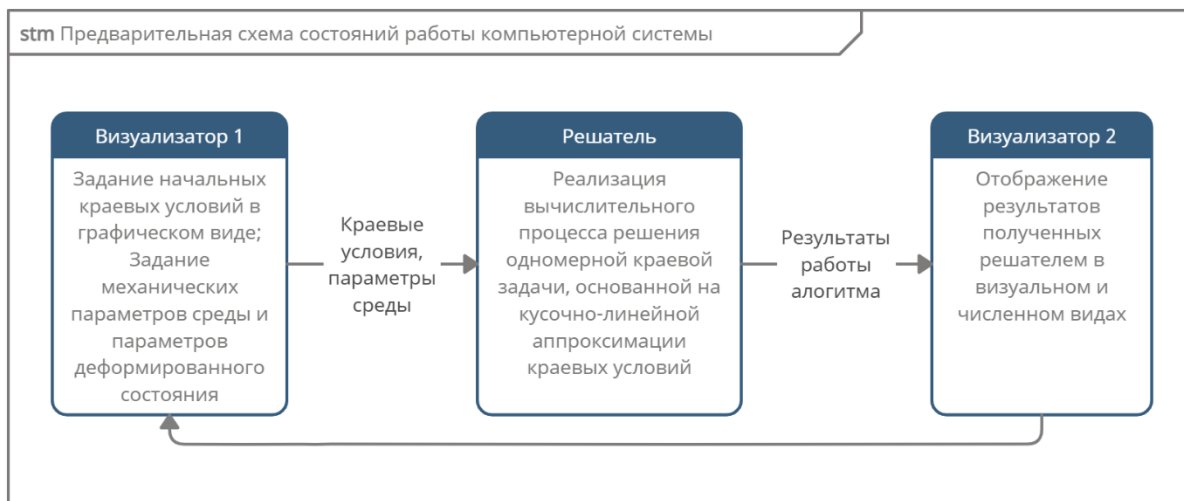 stm Предварительная схема состояний работы компьютерной системы
Визуализатор 1
Задание начальных
краевых условий в
графическом виде;
Задание
механических
параметров среды и
параметров
деформированного
состояния
Краевые
условия,
параметры
среды
Решатель
Реализация
вычислительного
процесса решения
одномерной краевой
задачи, основанной на
кусочно-линейной
аппроксимации
краевых условий
Результаты
работы
алогитма
Визуализатор 2
Отображение
результатов
полученных
решателем в
визуальном и
численном видах